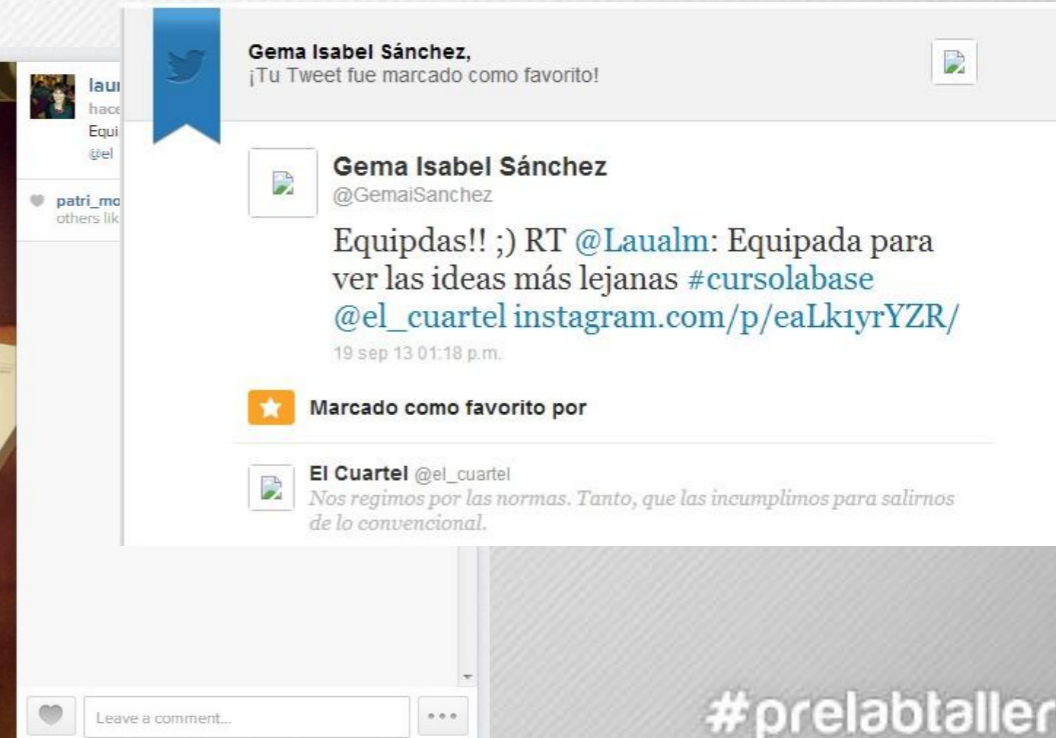 Gema Isabel Sánchez,
¡Tu Tweet fue marcado como favorito!
Gema Isabel Sánchez
@GemaiSanchez
Equipdas!! ;) RT @Laualm: Equipada para
ver las ideas más lejanas #cursolabase
@el_cuartel instagram.com/p/eaLk1yrYZR/
19 sep 13 01:18 p.m.
Marcado como favorito por
El Cuartel @el_cuartel
Nos regimos por las normas. Tanto, que las incumplimos para salirnos
de lo convencional.
others lik
Leave a comment...
#prelabtaller